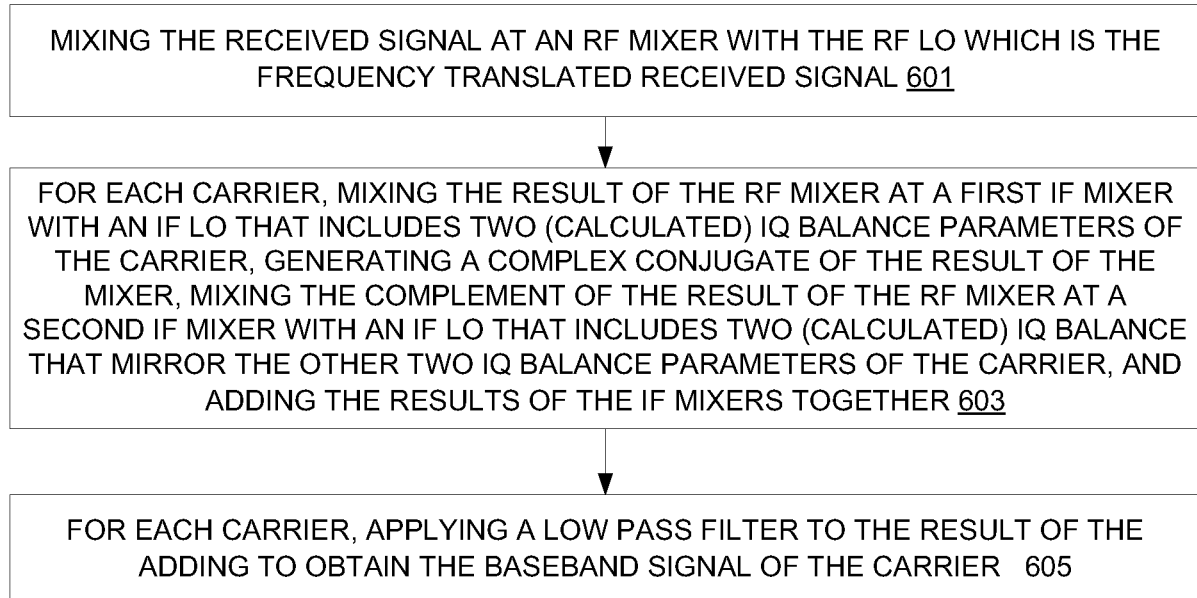 MIXING THE RECEIVED SIGNAL AT AN RF MIXER WITH THE RF LO WHICH IS THE
FREQUENCY TRANSLATED RECEIVED SIGNAL 601
FOR EACH CARRIER, MIXING THE RESULT OF THE RF MIXER AT A FIRST IF MIXER
WITH AN IF LO THAT INCLUDES TWO (CALCULATED) IQ BALANCE PARAMETERS OF
THE CARRIER, GENERATING A COMPLEX CONJUGATE OF THE RESULT OF THE
MIXER, MIXING THE COMPLEMENT OF THE RESULT OF THE RF MIXER AT A
SECOND IF MIXER WITH AN IF LO THAT INCLUDES TWO (CALCULATED) IQ BALANCE
THAT MIRROR THE OTHER TWO IQ BALANCE PARAMETERS OF THE CARRIER, AND
ADDING THE RESULTS OF THE IF MIXERS TOGETHER 603
FOR EACH CARRIER, APPLYING A LOW PASS FILTER TO THE RESULT OF THE
ADDING TO OBTAIN THE BASEBAND SIGNAL OF THE CARRIER 605